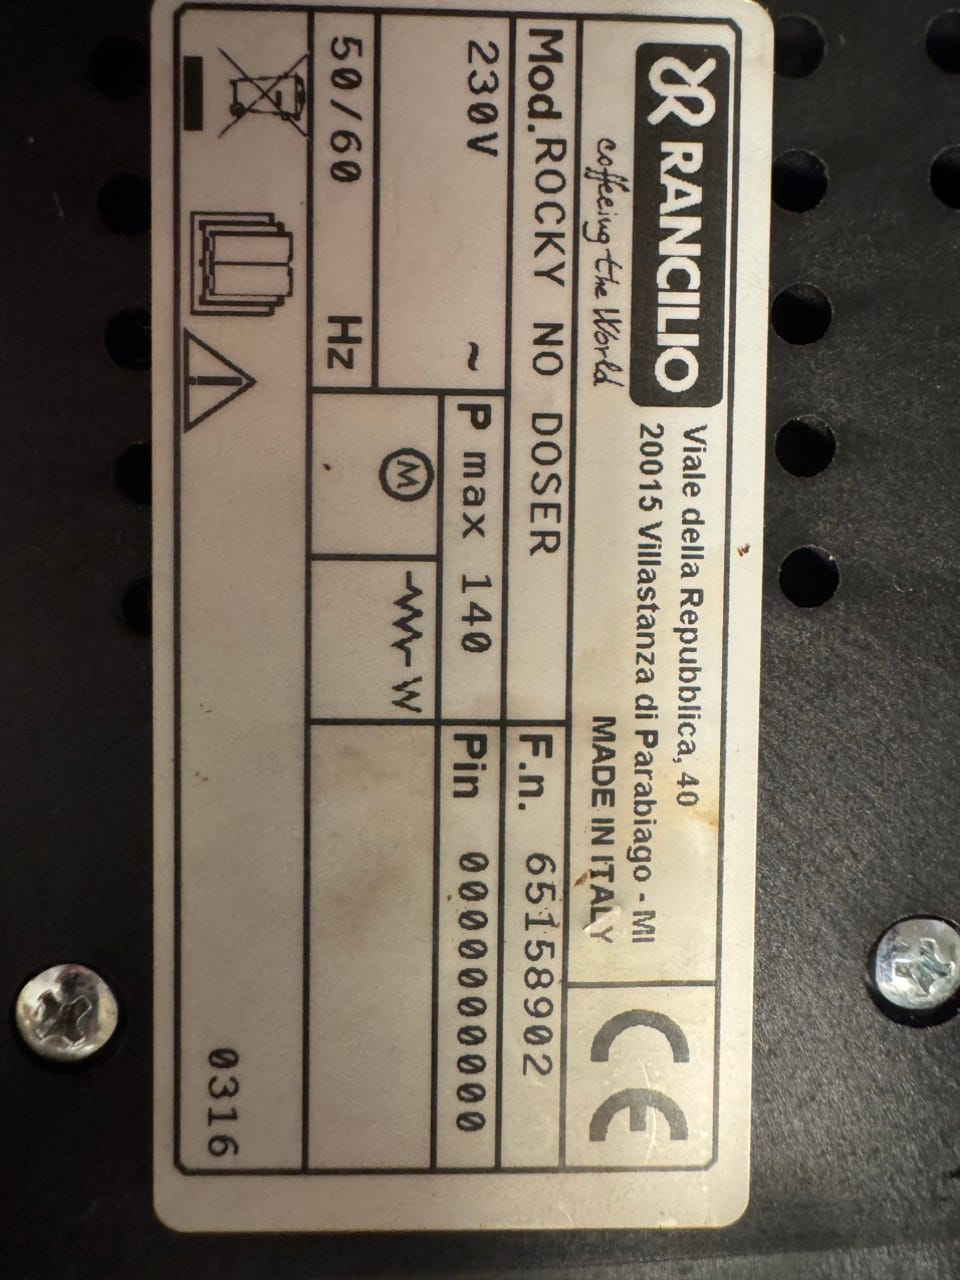 RANCILIO
coffeeing the World
Viale della Repubblica, 40
20015 Villastanza di Parabiago - MI
MADE IN ITALY
CE
Mod.ROCKY NO DOSER
F.n. 65158902
230V ~
P max 140
Pin 0000000000
50/60 Hz
M
W
0316